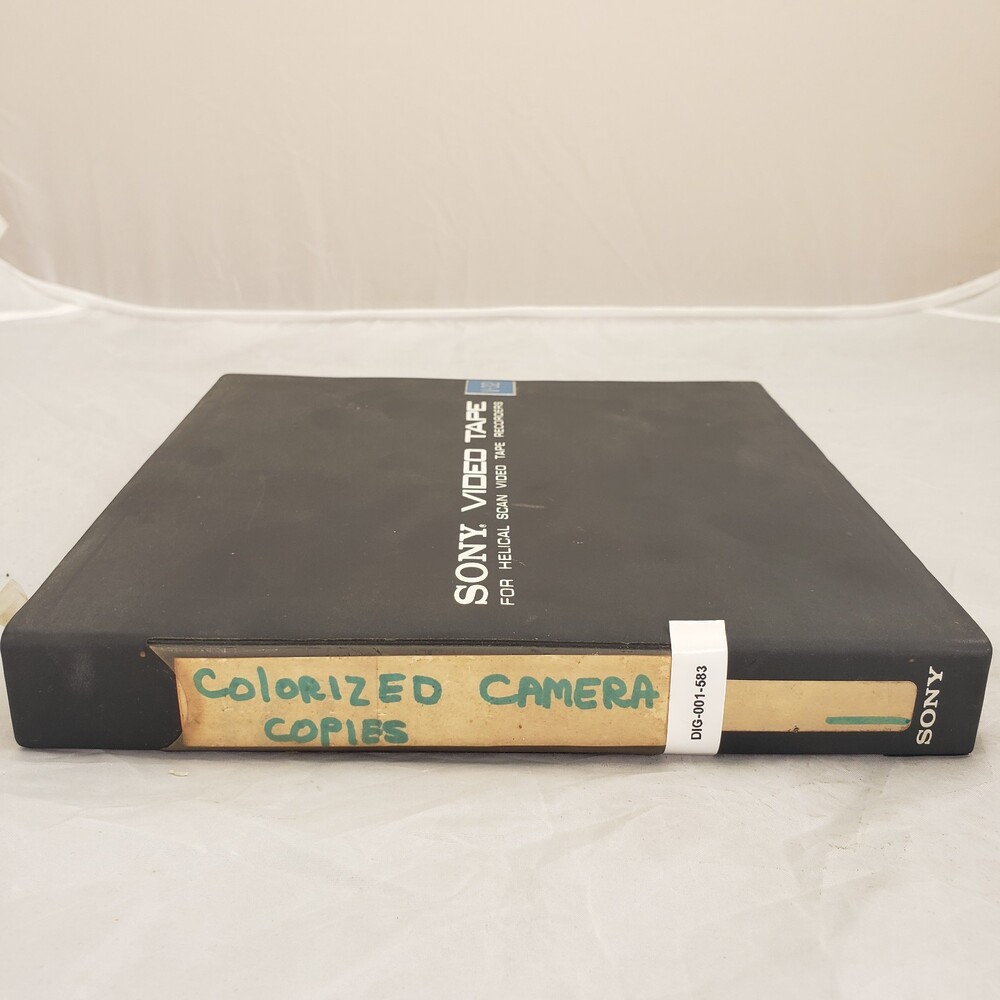 SONY. VIDEO TAPE
FOR HELICAL SCAN VIDEO TAPE RECORDERS
COlORIZED CAMERA
COPIES
DIG-001-583
SONY